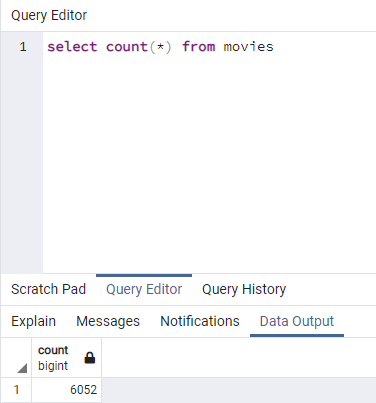 Query Editor
1 select count(*) from movies
Scratch Pad Query Editor Query History
Explain Messages Notifications Data Output
count
bigint
1 6052